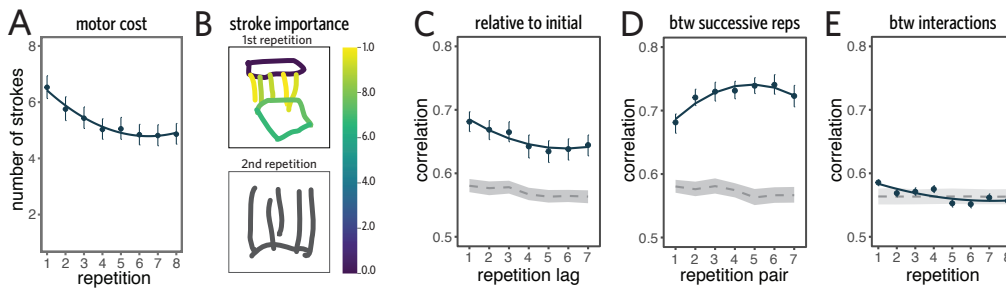 A
motor cost
number of strokes
8
6
4
2
1 2 3 4 5 6 7 8
repetition
B
stroke importance
1st repetition
2nd repetition
1.0
8.0
6.0
4.0
2.0
1.0
0.0
C
relative to initial
correlation
0.8
0.7
0.6
0.5
1 2 3 4 5 6 7
repetition lag
D
btw successive reps
correlation
0.8
0.7
0.6
0.5
1 2 3 4 5 6 7
repetition pair
E
btw interactions
correlation
0.8
0.7
0.6
0.5
1 2 3 4 5 6 7 8
repetition